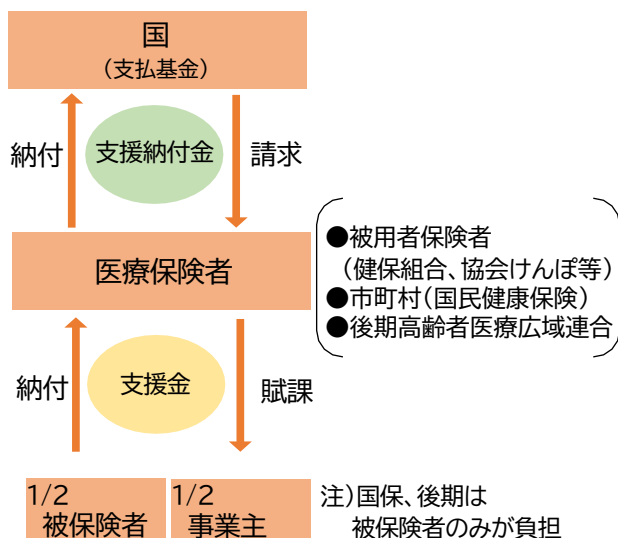 国
(支払基金)
納付
支援納付金
請求
医療保険者
●被用者保険者
(健保組合、協会けんぽ等)
●市町村(国民健康保険)
●後期高齢者医療広域連合
納付
支援金
賦課
1/2
被保険者
1/2
事業主
注)国保、後期は
被保険者のみが負担